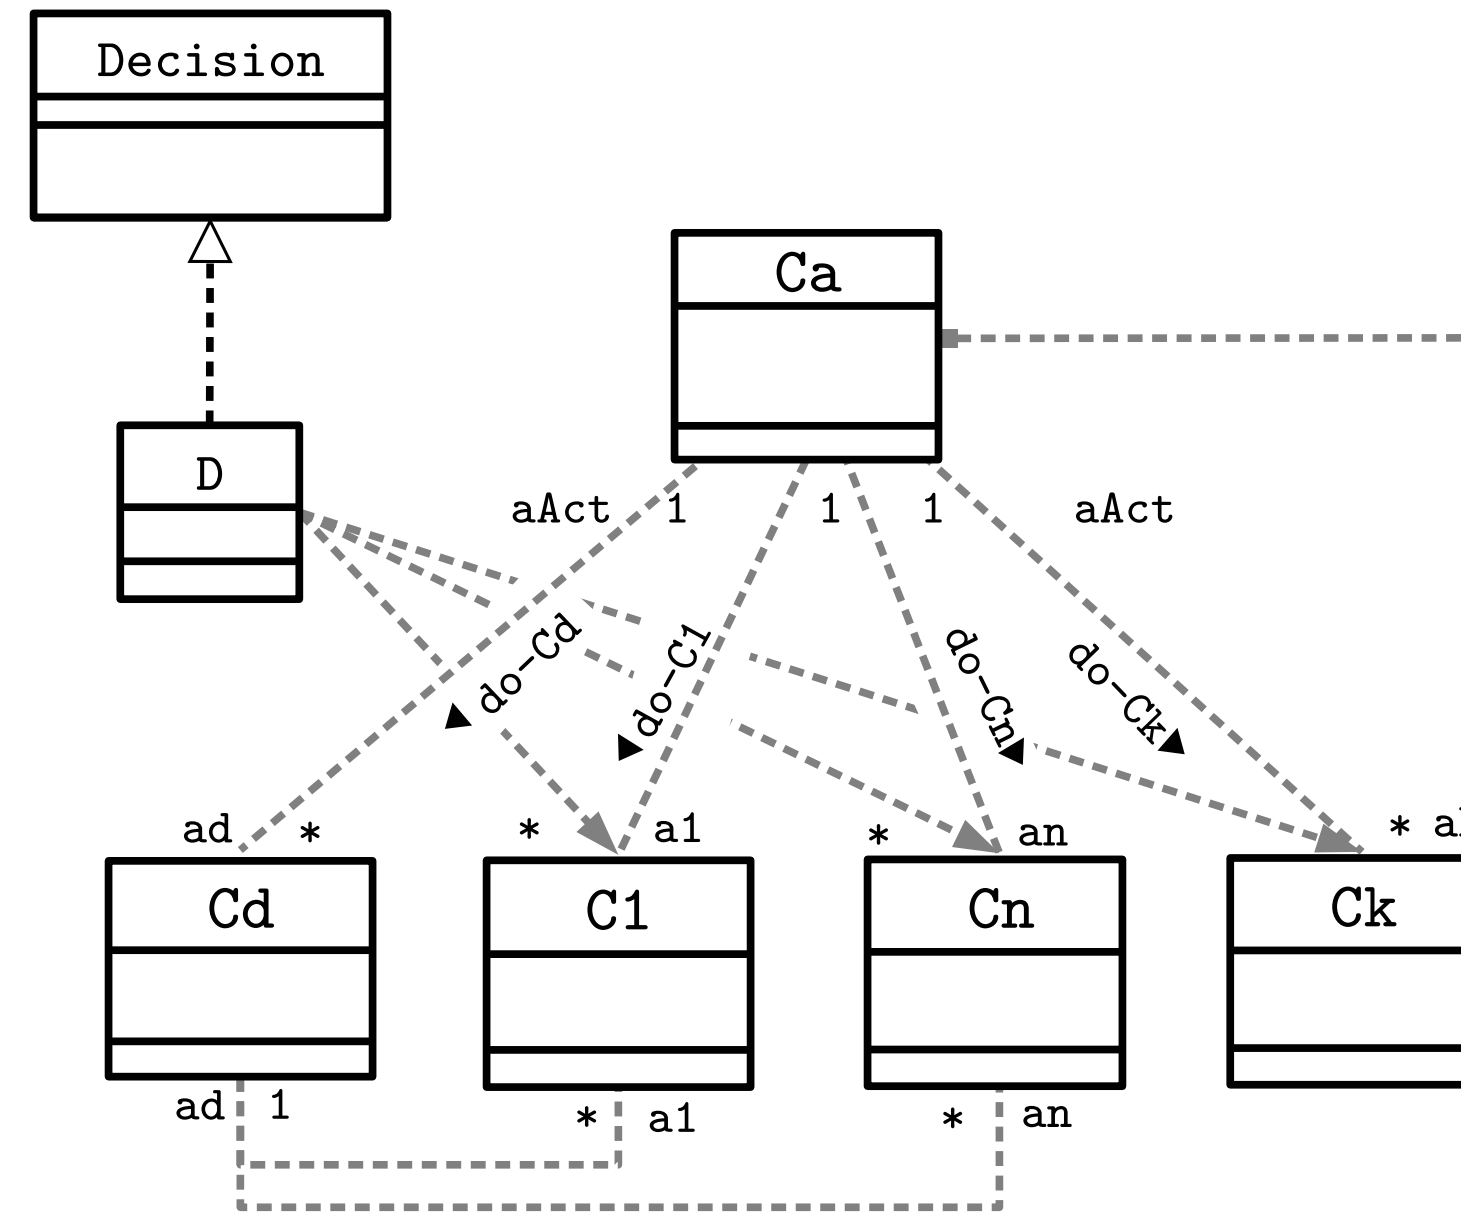 Decision
Ca
D
aAct 1 1 1 aAct
do-Cd
do-C1
do-Cn
do-Ck
ad * * a1 * an *
Cd C1 Cn Ck
ad 1 * a1 * an